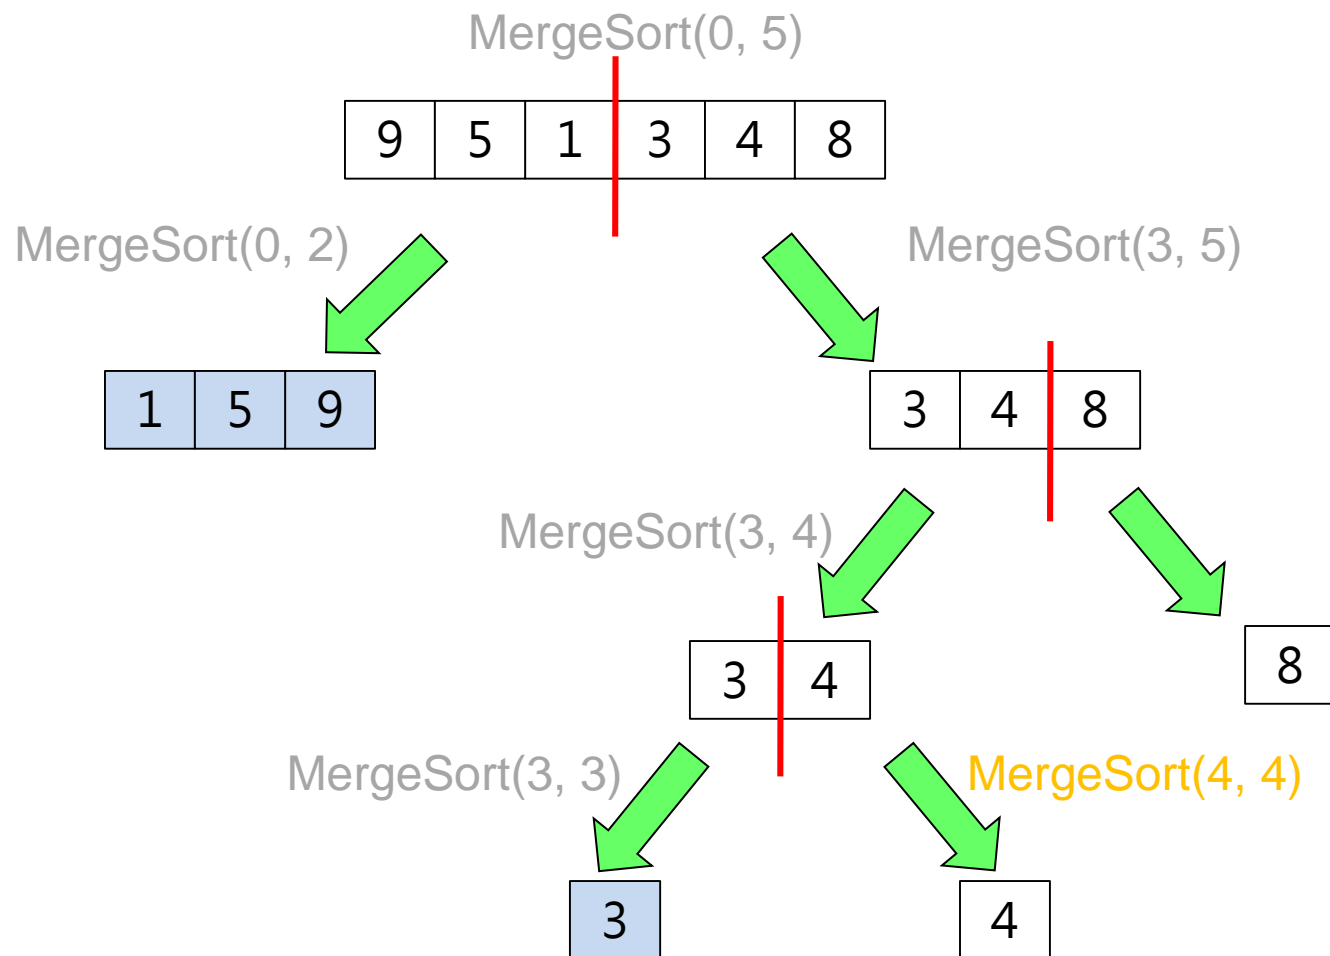 MergeSort(0, 5)
9 5 1 3 4 8
MergeSort(0, 2)
MergeSort(3, 5)
1 5 9
3 4 8
MergeSort(3, 4)
3 4
8
MergeSort(3, 3)
MergeSort(4, 4)
3
4